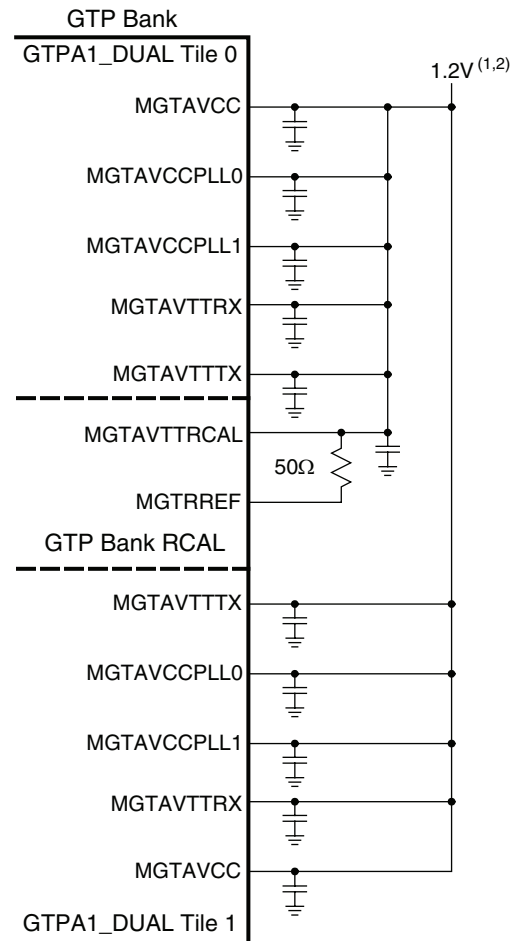 GTP Bank
GTPA1_DUAL Tile 0
1.2V (1,2)
MGTAVCC
MGTAVCCPLL0
MGTAVCCPLL1
MGTAVTTRX
MGTAVTTTX
MGTAVTTRCAL
50Ω
MGTRREF
GTP Bank RCAL
MGTAVTTTX
MGTAVCCPLL0
MGTAVCCPLL1
MGTAVTTRX
MGTAVCC
GTPA1_DUAL Tile 1